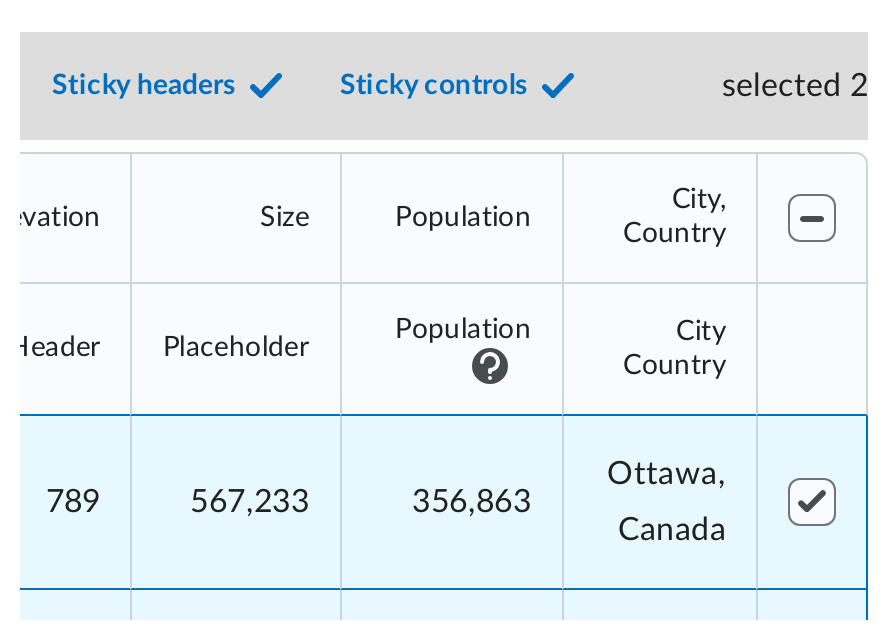 Sticky headers Sticky controls selected 2
Size Population City,
Country
Header Placeholder Population City
Country
789 567,233 356,863 Ottawa,
Canada